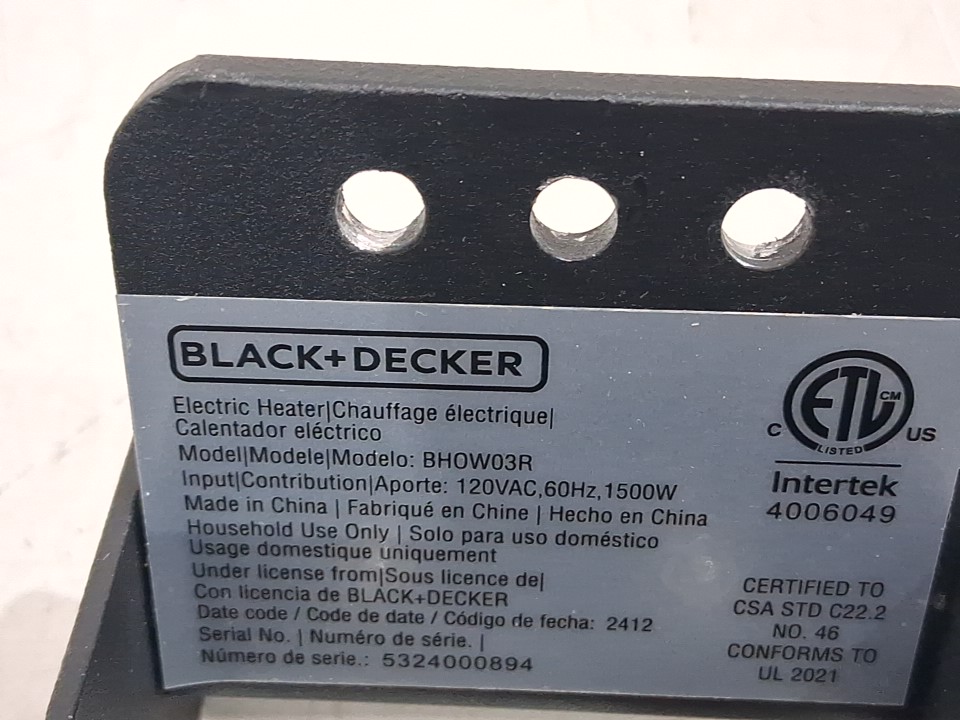 BLACK+DECKER
Electric Heater|Chauffage électrique|
Calentador eléctrico
Model|Modele|Modelo: BHOW03R
Input|Contribution|Aporte: 120VAC,60Hz,1500W
Made in China | Fabriqué en Chine | Hecho en China
Household Use Only | Solo para uso doméstico
Usage domestique uniquement
Under license from|Sous licence de|
Con licencia de BLACK+DECKER
Date code / Code de date / Código de fecha: 2412
Serial No. | Numéro de série. |
Número de serie.: 5324000894
ETL CM
C US
LISTED
Intertek
4006049
CERTIFIED TO
CSA STD C22.2
NO. 46
CONFORMS TO
UL 2021